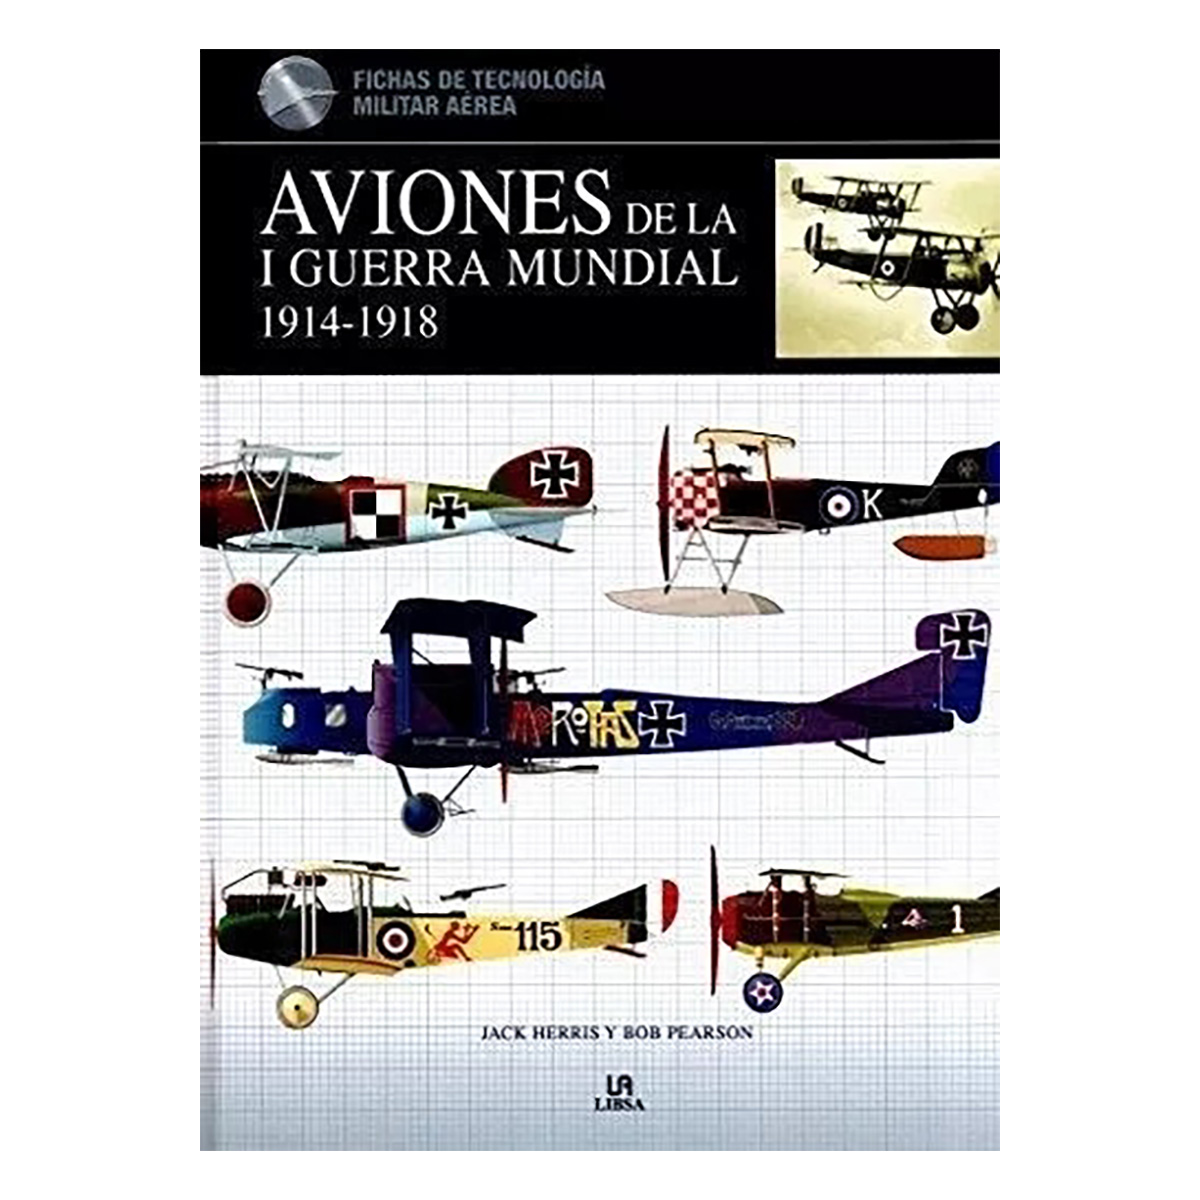 FICHAS DE TECNOLOGÍA
MILITAR AÉREA
AVIONES DE LA
I GUERRA MUNDIAL
1914-1918
K
115
1
JACK HERRIS Y BOB PEARSON
LA
LIBSA